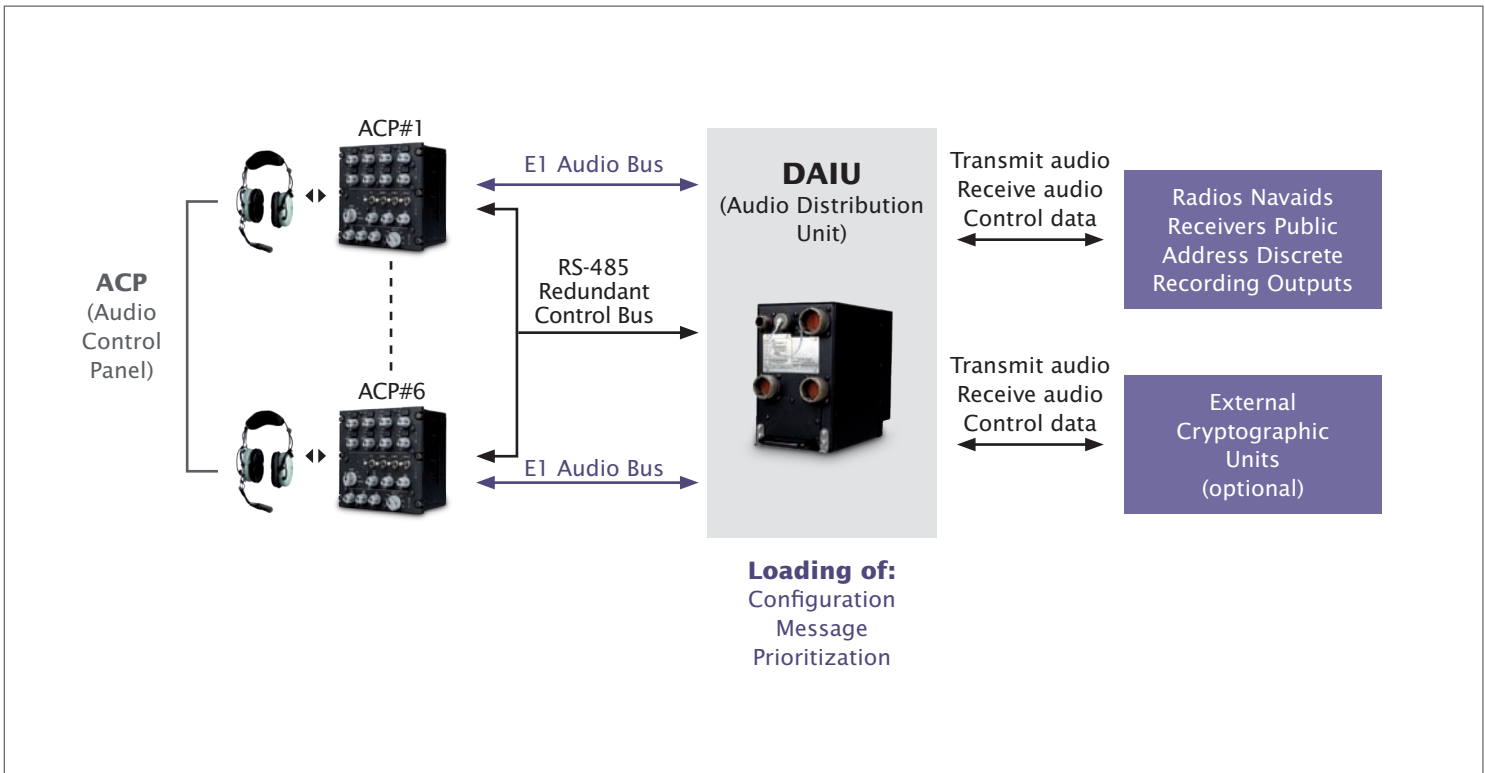 ACP#1
E1 Audio Bus
ACP
(Audio
Control
Panel)
RS-485
Redundant
Control Bus
ACP#6
E1 Audio Bus
DAIU
(Audio Distribution
Unit)
Loading of:
Configuration
Message
Prioritization
Transmit audio
Receive audio
Control data
Radios Navaids
Receivers Public
Address Discrete
Recording Outputs
Transmit audio
Receive audio
Control data
External
Cryptographic
Units
(optional)